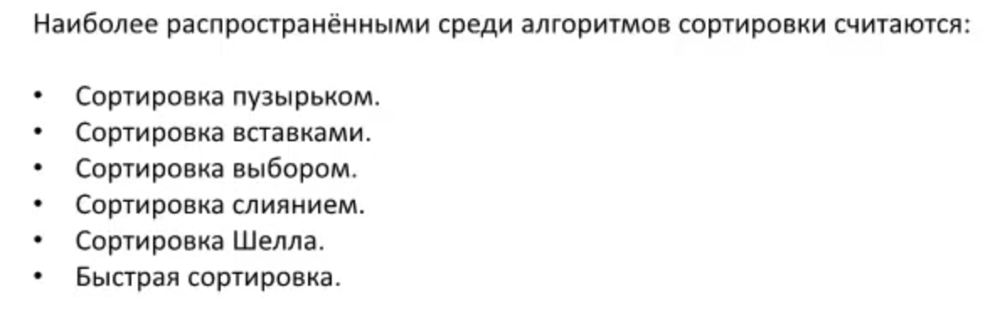 Наиболее распространёнными среди алгоритмов сортировки считаются:
• Сортировка пузырьком.
• Сортировка вставками.
• Сортировка выбором.
• Сортировка слиянием.
• Сортировка Шелла.
• Быстрая сортировка.